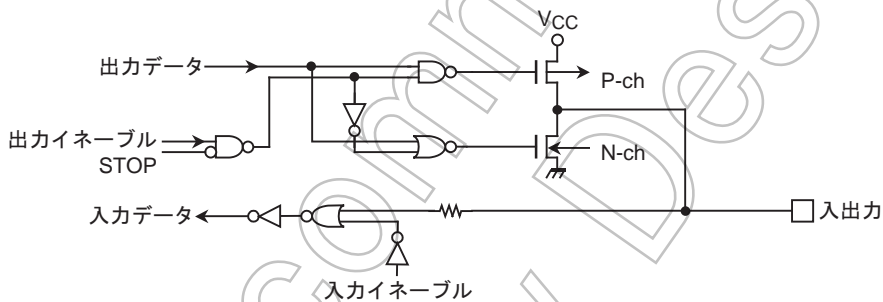 VCC
出力データ
P-ch
出力イネーブル
STOP
N-ch
入力データ
入出力
入力イネーブル